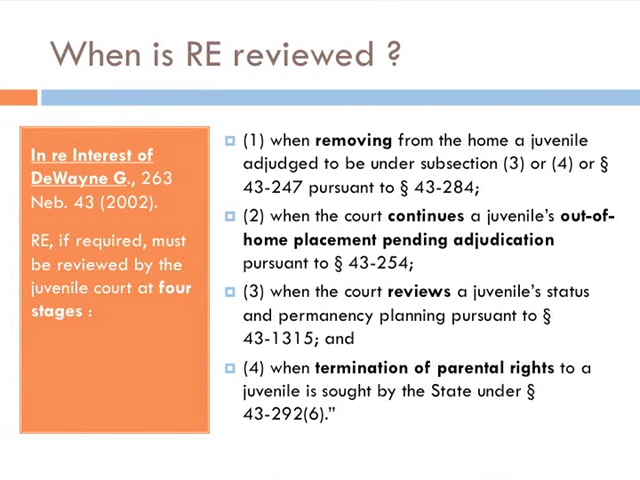 When is RE reviewed ?
In re Interest of
DeWayne G., 263
Neb. 43 (2002).
RE, if required, must
be reviewed by the
juvenile court at four
stages :
(1) when removing from the home a juvenile
adjudged to be under subsection (3) or (4) or §
43-247 pursuant to § 43-284;
(2) when the court continues a juvenile's out-of-
home placement pending adjudication
pursuant to § 43-254;
(3) when the court reviews a juvenile's status
and permanency planning pursuant to §
43-1315; and
(4) when termination of parental rights to a
juvenile is sought by the State under §
43-292(6)."